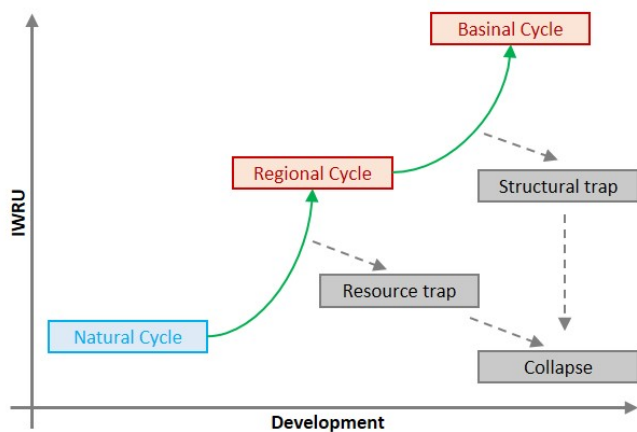 Basinal Cycle
Regional Cycle
Structural trap
IWRU
Resource trap
Natural Cycle
Collapse
Development